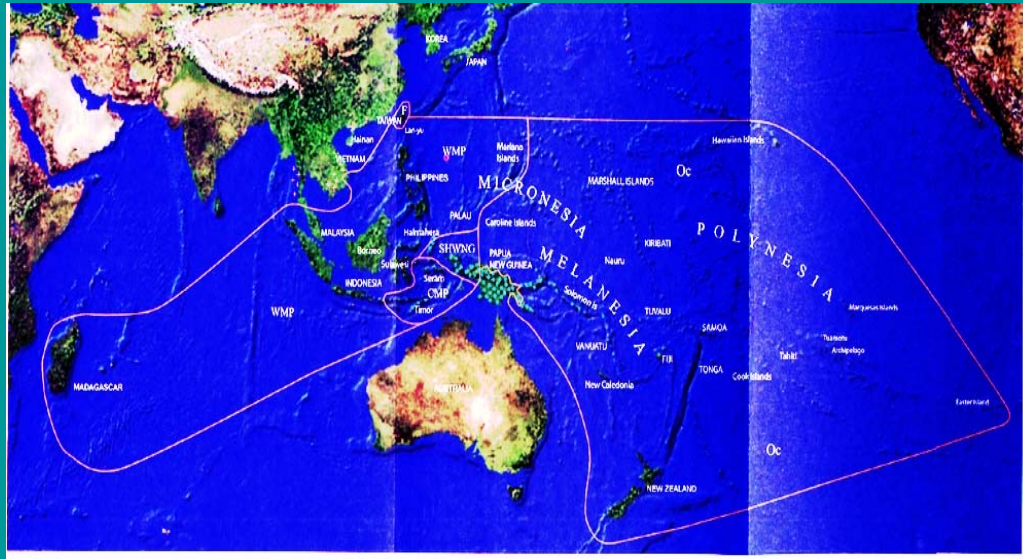 KOREA
JAPAN
F
TAIWAN
Lan-yu
Hainan
VIETNAM
WMP
Mariana
Islands
Hawaiian Islands
PHILIPPINES
MICRONESIA
MARSHALL ISLANDS
Oc
PALAU
Caroline Islands
POLYNESIA
MALAYSIA
Halmahera
Borneo
SHWNG
PAPUA
NEW GUINEA
MELANESIA
KIRIBATI
Sulawesi
Nauru
INDONESIA
Seram
CMP
Solomon Is
Timor
WMP
TUVALU
Marquesas Islands
SAMOA
VANUATU
FIJI
Tuamotu
Archipelago
Tahiti
MADAGASCAR
AUSTRALIA
New Caledonia
TONGA
Cook Islands
Easter Island
Oc
NEW ZEALAND